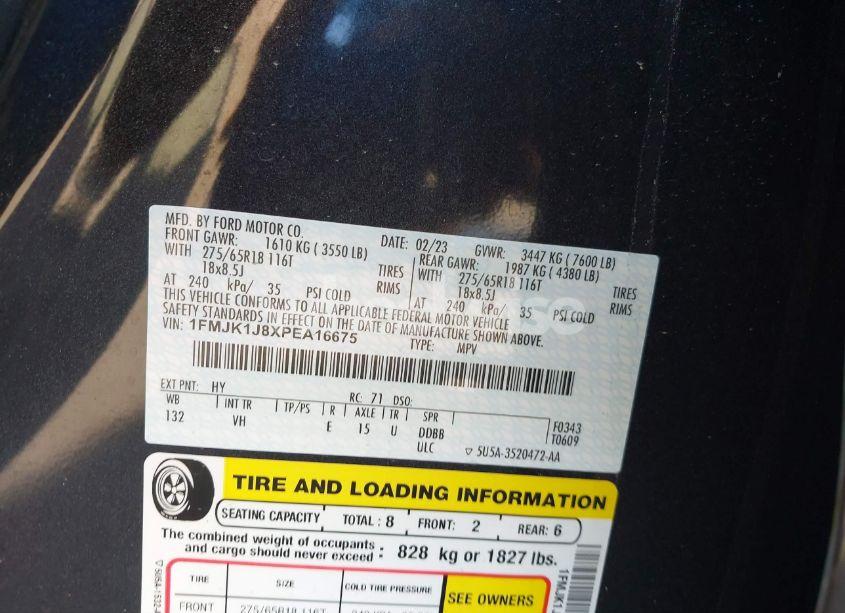 MFD. BY FORD MOTOR CO.
DATE: 02/23 GVWR: 3447 KG ( 7600 LB)
FRONT GAWR: 1610 KG ( 3550 LB) REAR GAWR: 1987 KG ( 4380 LB)
WITH 275/65R18 116T TIRES WITH 275/65R18 116T TIRES
18x8.5J RIMS 18x8.5J RIMS
AT 240 kPa/ 35 PSI COLD AT 240 kPa/ 35 PSI COLD
THIS VEHICLE CONFORMS TO ALL APPLICABLE FEDERAL MOTOR VEHICLE
SAFETY STANDARDS IN EFFECT ON THE DATE OF MANUFACTURE SHOWN ABOVE.
VIN: 1FMJK1J8XPEA16675 TYPE: MPV
EXT PNT: HY RC: 71 DSO:
WB INT TR TP/PS R AXLE TR SPR F0343
132 VH E 15 U DDBB T0609
ULC 5U5A-3520472-AA
TIRE AND LOADING INFORMATION
SEATING CAPACITY TOTAL : 8 FRONT: 2 REAR: 6
The combined weight of occupants
and cargo should never exceed : 828 kg or 1827 lbs.
TIRE SIZE COLD TIRE PRESSURE SEE OWNERS
FRONT 275/65R18 116T